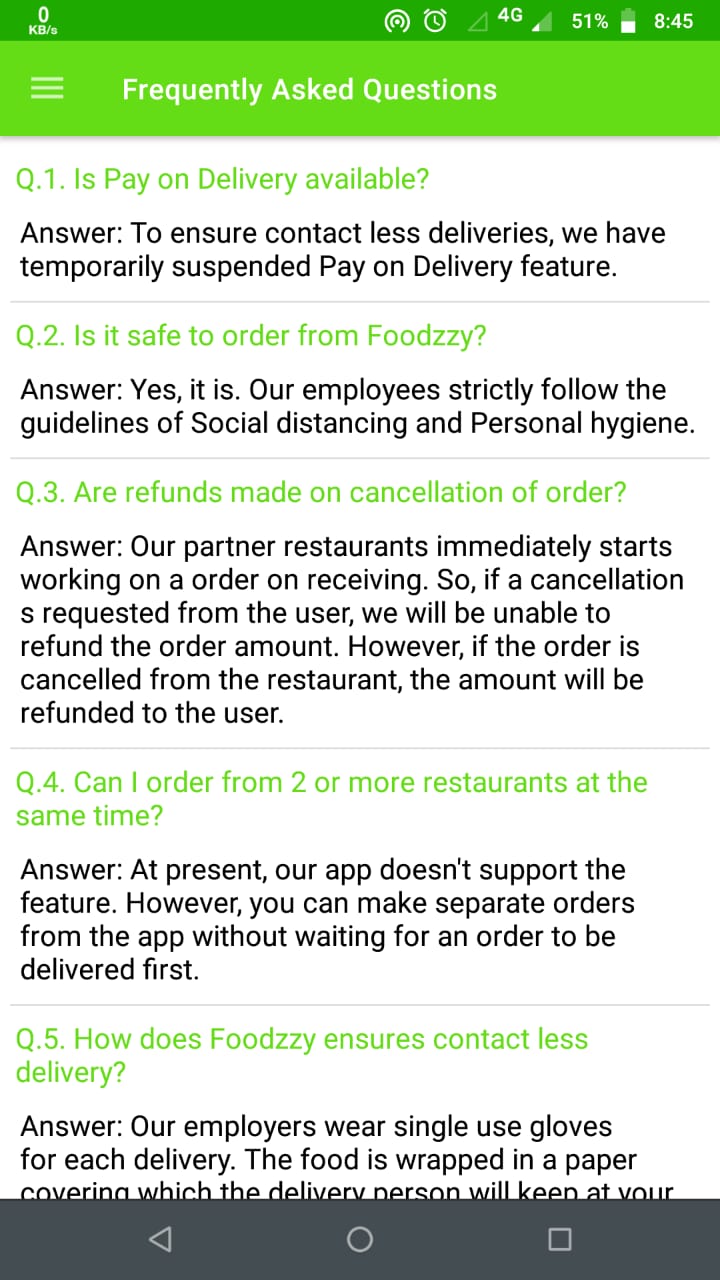 0
KB/s
4G
51%
8:45
Frequently Asked Questions
Q.1. Is Pay on Delivery available?
Answer: To ensure contact less deliveries, we have
temporarily suspended Pay on Delivery feature.
Q.2. Is it safe to order from Foodzzy?
Answer: Yes, it is. Our employees strictly follow the
guidelines of Social distancing and Personal hygiene.
Q.3. Are refunds made on cancellation of order?
Answer: Our partner restaurants immediately starts
working on a order on receiving. So, if a cancellation
s requested from the user, we will be unable to
refund the order amount. However, if the order is
cancelled from the restaurant, the amount will be
refunded to the user.
Q.4. Can I order from 2 or more restaurants at the
same time?
Answer: At present, our app doesn't support the
feature. However, you can make separate orders
from the app without waiting for an order to be
delivered first.
Q.5. How does Foodzzy ensures contact less
delivery?
Answer: Our employers wear single use gloves
for each delivery. The food is wrapped in a paper
covering which the delivery person will keep at your